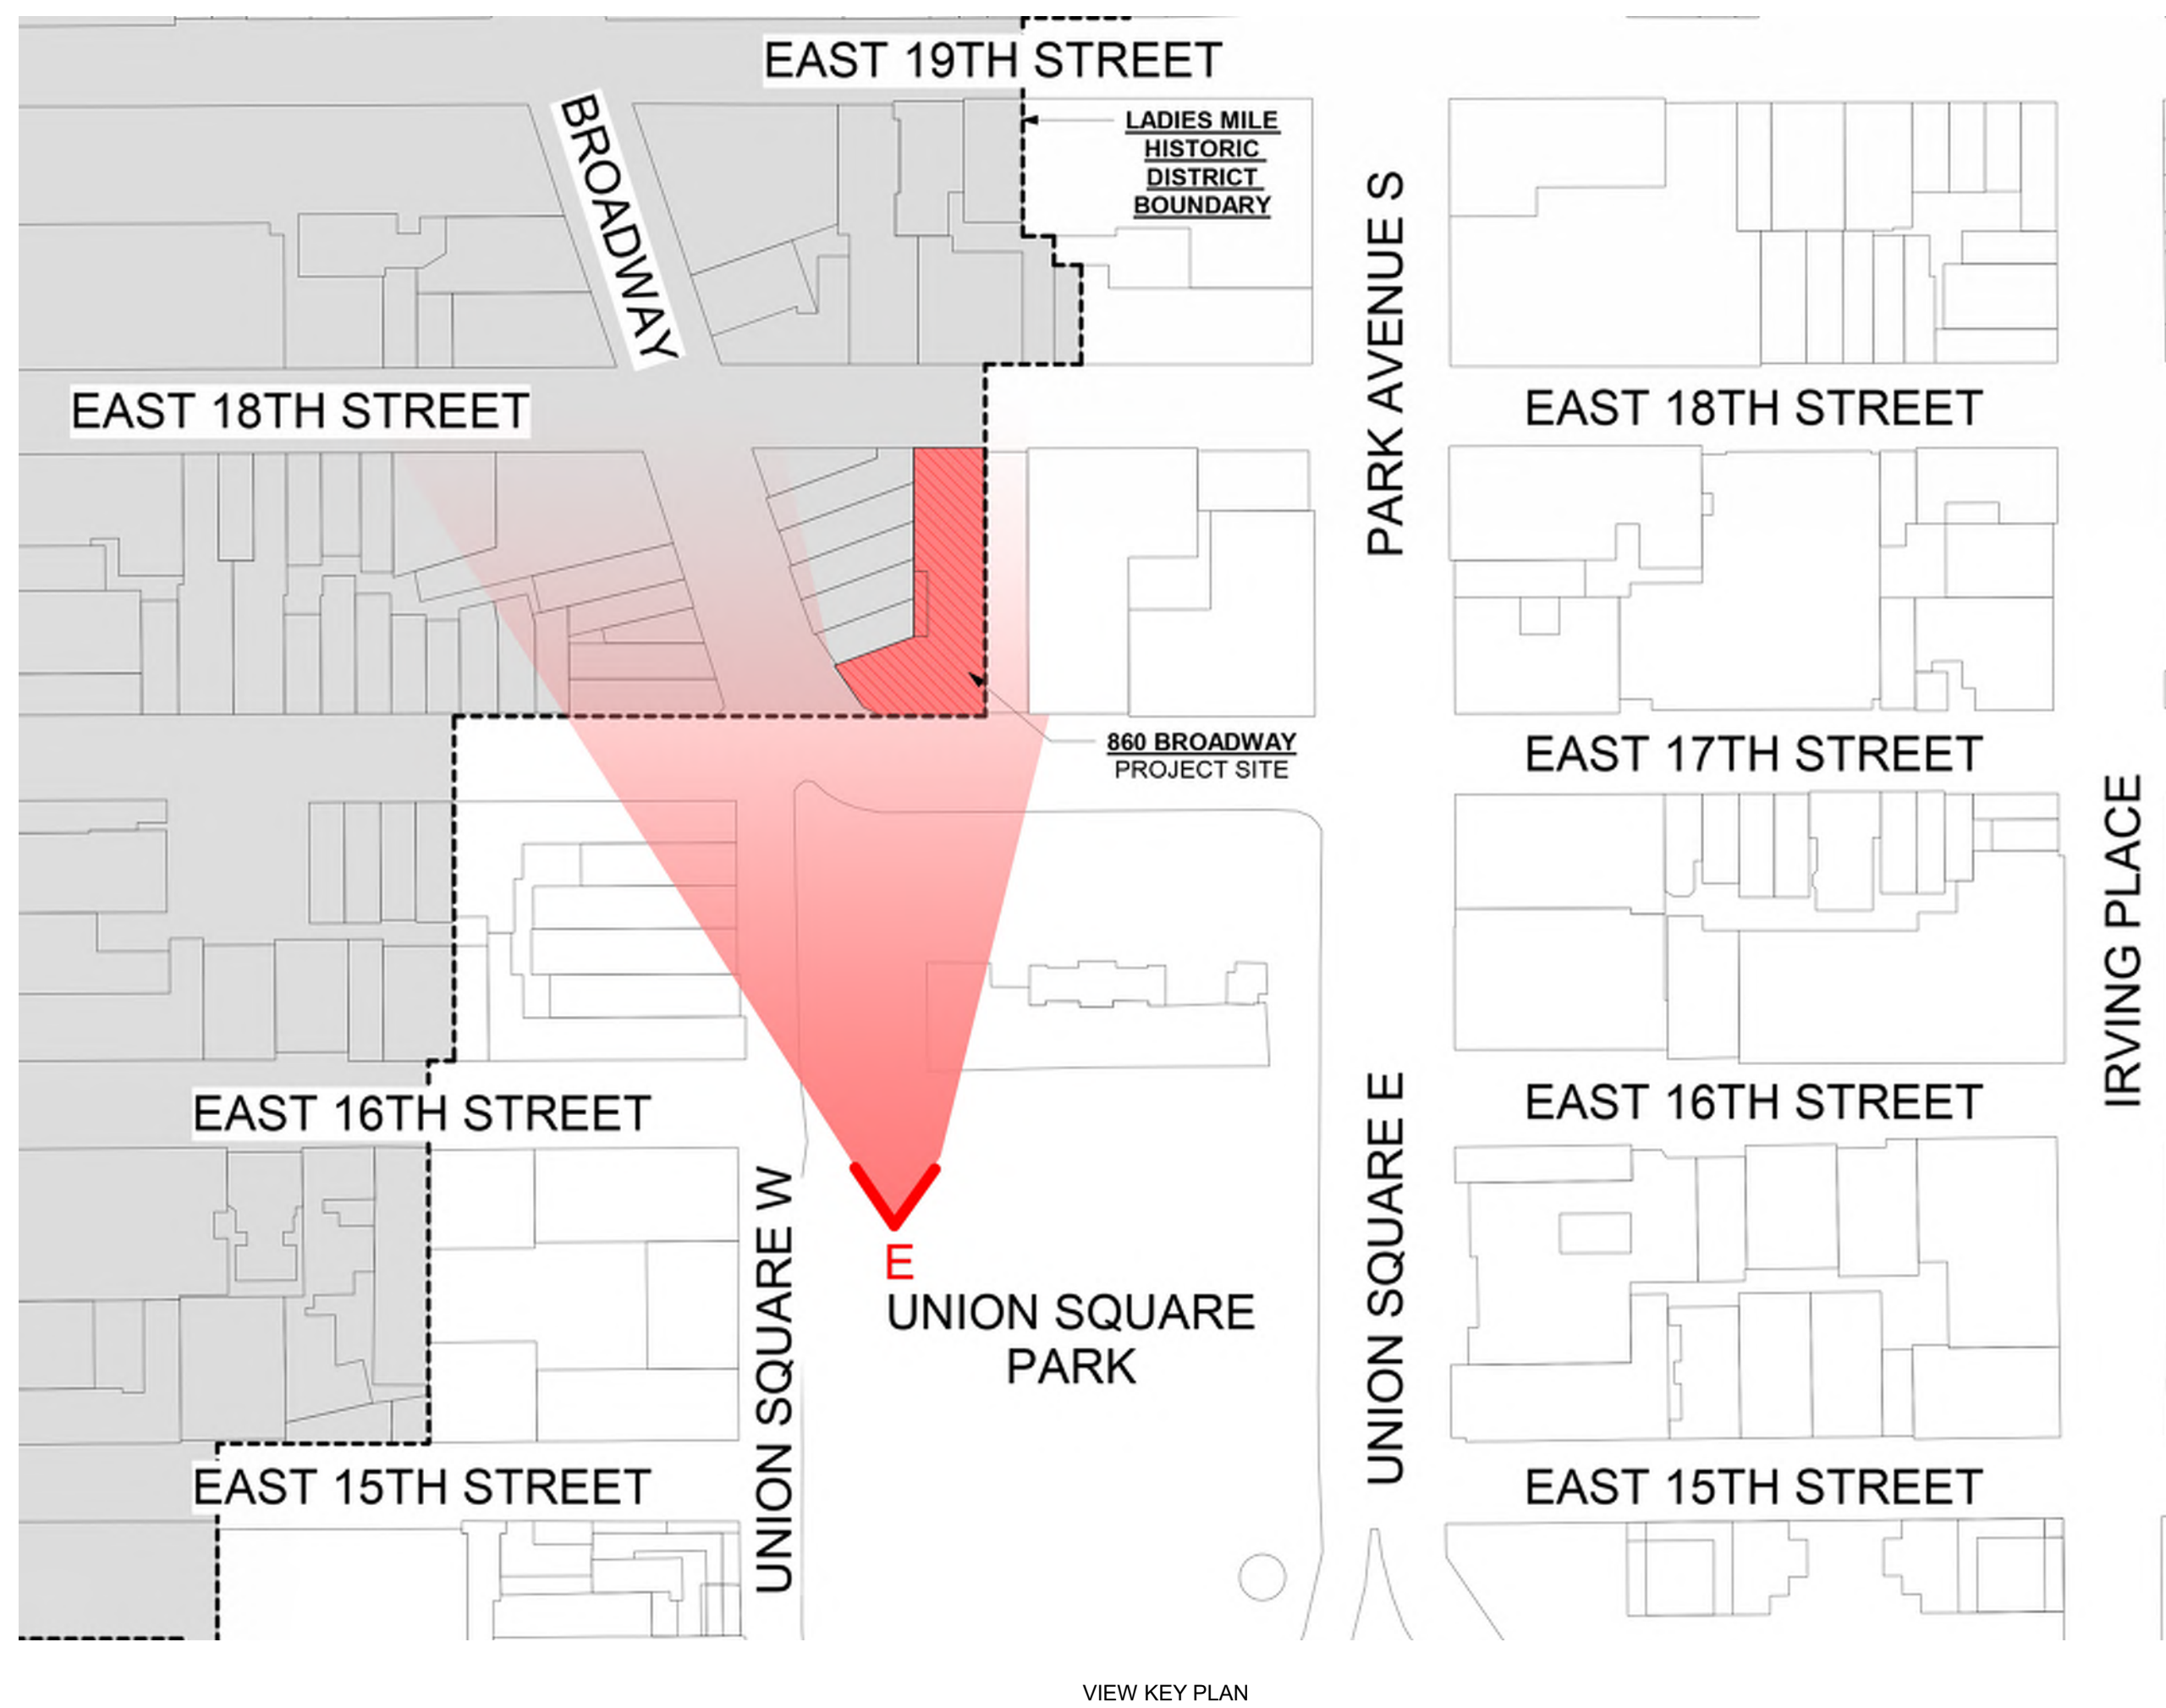 EAST 19TH STREET
BROADWAY
LADIES MILE
HISTORIC
DISTRICT
BOUNDARY
PARK AVENUE S
EAST 18TH STREET
EAST 18TH STREET
860 BROADWAY
PROJECT SITE
EAST 17TH STREET
IRVING PLACE
EAST 16TH STREET
EAST 16TH STREET
UNION SQUARE W
E
UNION SQUARE
PARK
UNION SQUARE E
EAST 15TH STREET
EAST 15TH STREET
VIEW KEY PLAN